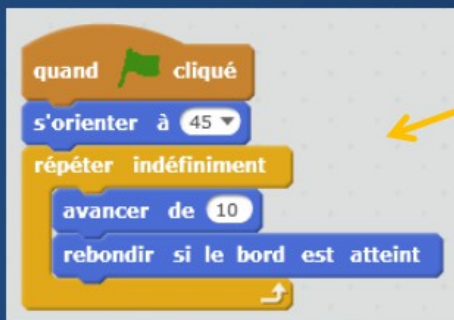 quand cliqué
s'orienter à 45
répéter indéfiniment
avancer de 10
rebondir si le bord est atteint